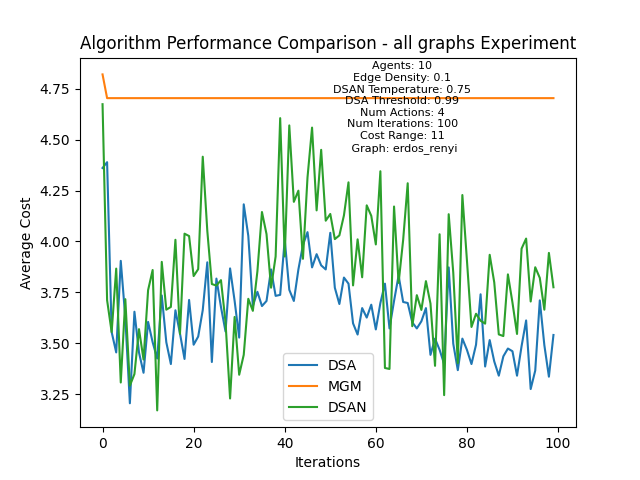 Algorithm Performance Comparison - all graphs Experiment
Agents: 10
Edge Density: 0.1
DSAN Temperature: 0.75
DSA Threshold: 0.99
Num Actions: 4
Num Iterations: 100
Cost Range: 11
Graph: erdos_renyi
Average Cost
4.75
4.50
4.25
4.00
3.75
3.50
3.25
DSA
MGM
DSAN
0 20 40 60 80 100
Iterations